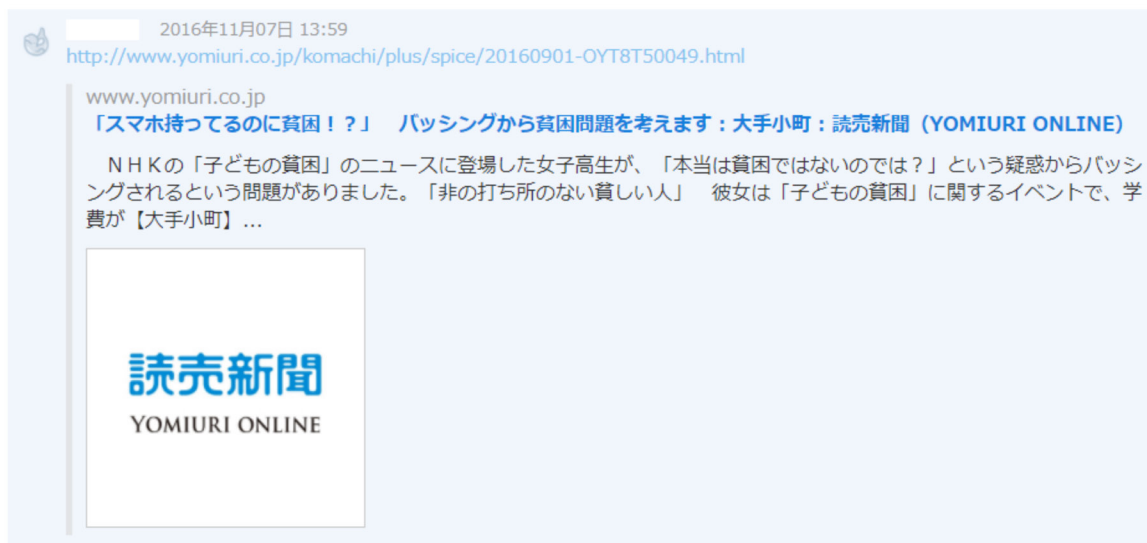 2016年11月07日 13:59
http://www.yomiuri.co.jp/komachi/plus/spice/20160901-OYT8T50049.html
www.yomiuri.co.jp
「スマホ持ってるのに貧困！？」　バッシングから貧困問題を考えます：大手小町：読売新聞（YOMIURI ONLINE）
　ＮＨＫの「子どもの貧困」のニュースに登場した女子高生が、「本当は貧困ではないのでは？」という疑惑からバッシ
ングされるという問題がありました。「非の打ち所のない貧しい人」　彼女は「子どもの貧困」に関するイベントで、学
費が【大手小町】...
読売新聞
YOMIURI ONLINE